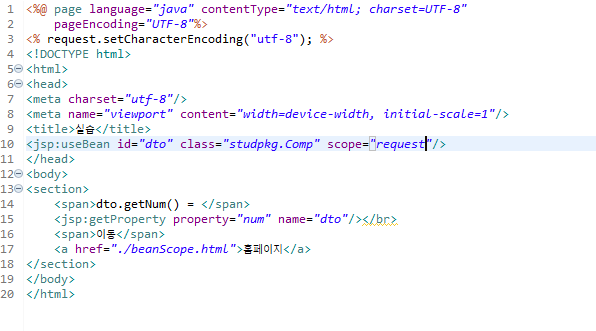 1 <%@ page language="java" contentType="text/html; charset=UTF-8"
2 pageEncoding="UTF-8"%>
3 <% request.setCharacterEncoding("utf-8"); %>
4 <!DOCTYPE html>
5 <html>
6 <head>
7 <meta charset="utf-8"/>
8 <meta name="viewport" content="width=device-width, initial-scale=1"/>
9 <title>실습</title>
10 <jsp:useBean id="dto" class="studpkg.Comp" scope="request"/>
11 </head>
12 <body>
13 <section>
14 <span>dto.getNum() = </span>
15 <jsp:getProperty property="num" name="dto"/></br>
16 <span>이동</span>
17 <a href="./beanScope.html">홈페이지</a>
18 </section>
19 </body>
20 </html>